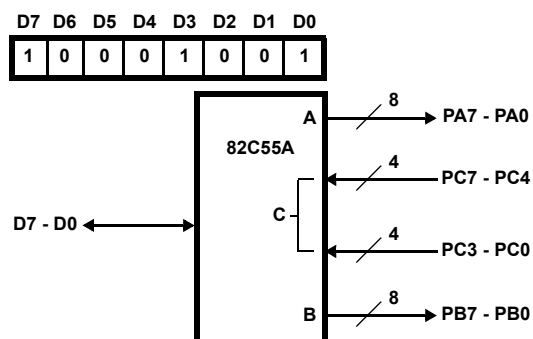 D7 D6 D5 D4 D3 D2 D1 D0
1 0 0 0 1 0 0 1
A
8
PA7 - PA0
82C55A
4
PC7 - PC4
C
D7 - D0
4
PC3 - PC0
B
8
PB7 - PB0